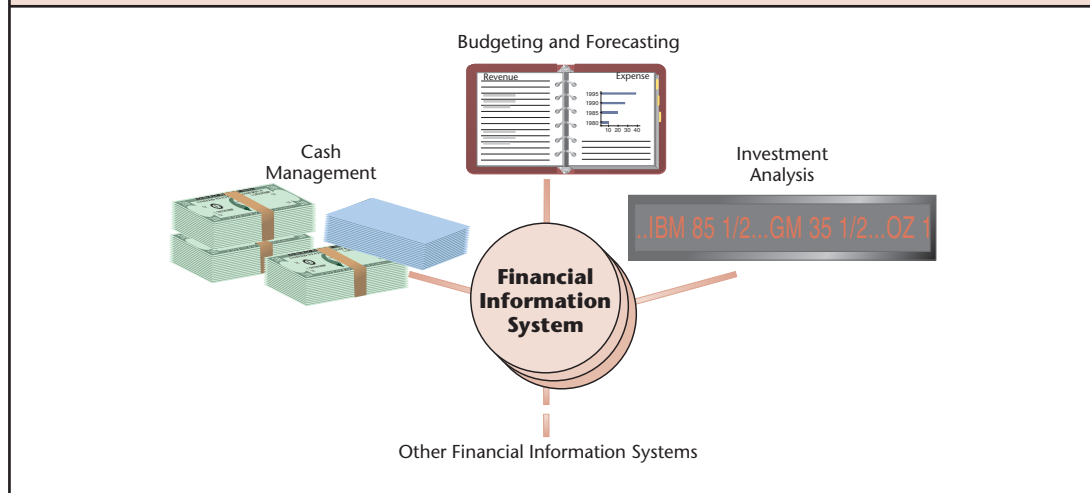 Budgeting and Forecasting
Revenue
Expense
1995
1990
1985
1980
10 20 30 40
Cash
Management
Investment
Analysis
..IBM 85 1/2...GM 35 1/2...OZ 1
Financial
Information
System
Other Financial Information Systems